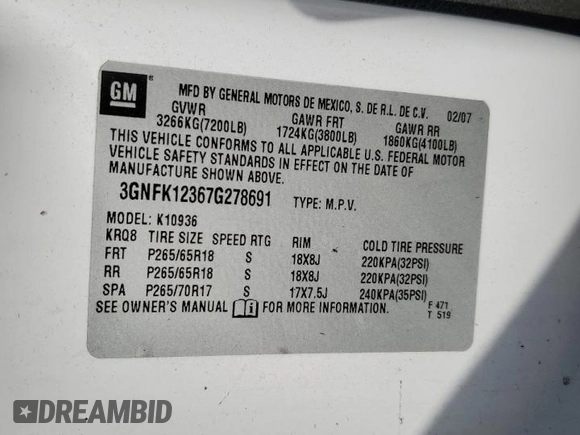 GM ®
MFD BY GENERAL MOTORS DE MEXICO, S. DE R.L. DE C.V. 02/07
GVWR GAWR FRT GAWR RR
3266KG(7200LB) 1724KG(3800LB) 1860KG(4100LB)
THIS VEHICLE CONFORMS TO ALL APPLICABLE U.S. FEDERAL MOTOR
VEHICLE SAFETY STANDARDS IN EFFECT ON THE DATE OF
MANUFACTURE SHOWN ABOVE.
3GNFK12367G278691 TYPE: M.P.V.
MODEL: K10936
KRQ8 TIRE SIZE SPEED RTG RIM COLD TIRE PRESSURE
FRT P265/65R18 S 18X8J 220KPA(32PSI)
RR P265/65R18 S 18X8J 220KPA(32PSI)
SPA P265/70R17 S 17X7.5J 240KPA(35PSI)
SEE OWNER'S MANUAL FOR MORE INFORMATION. F 471
T 519
DREAMBID